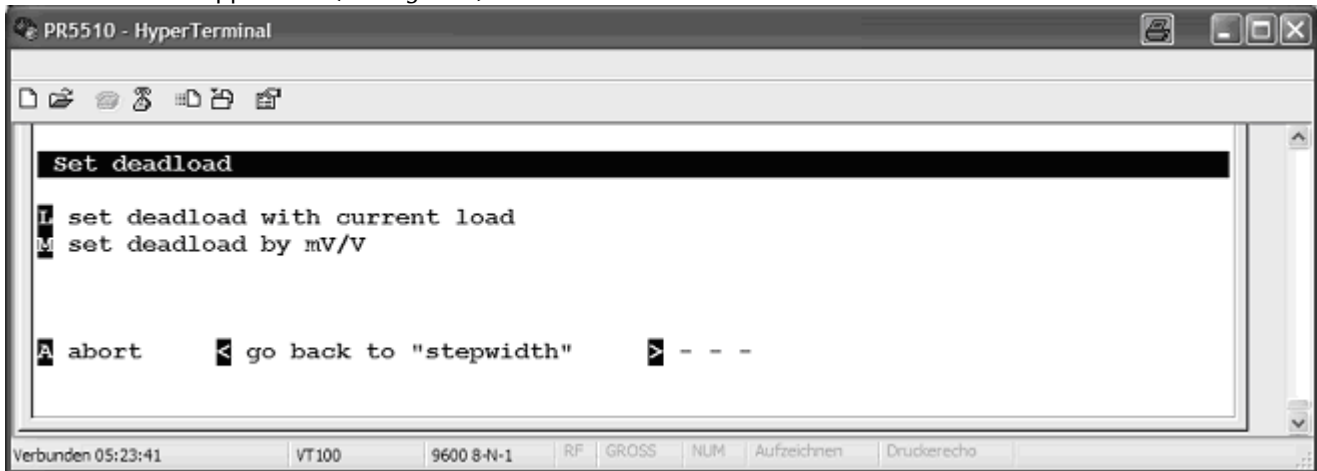 PR5510 - HyperTerminal
Set deadload
L set deadload with current load
M set deadload by mV/V
A abort < go back to "stepwidth" > - - -
Verbunden 05:23:41 VT100 9600 8-N-1 RF GROSS NUM Aufzeichnen Druckerecho